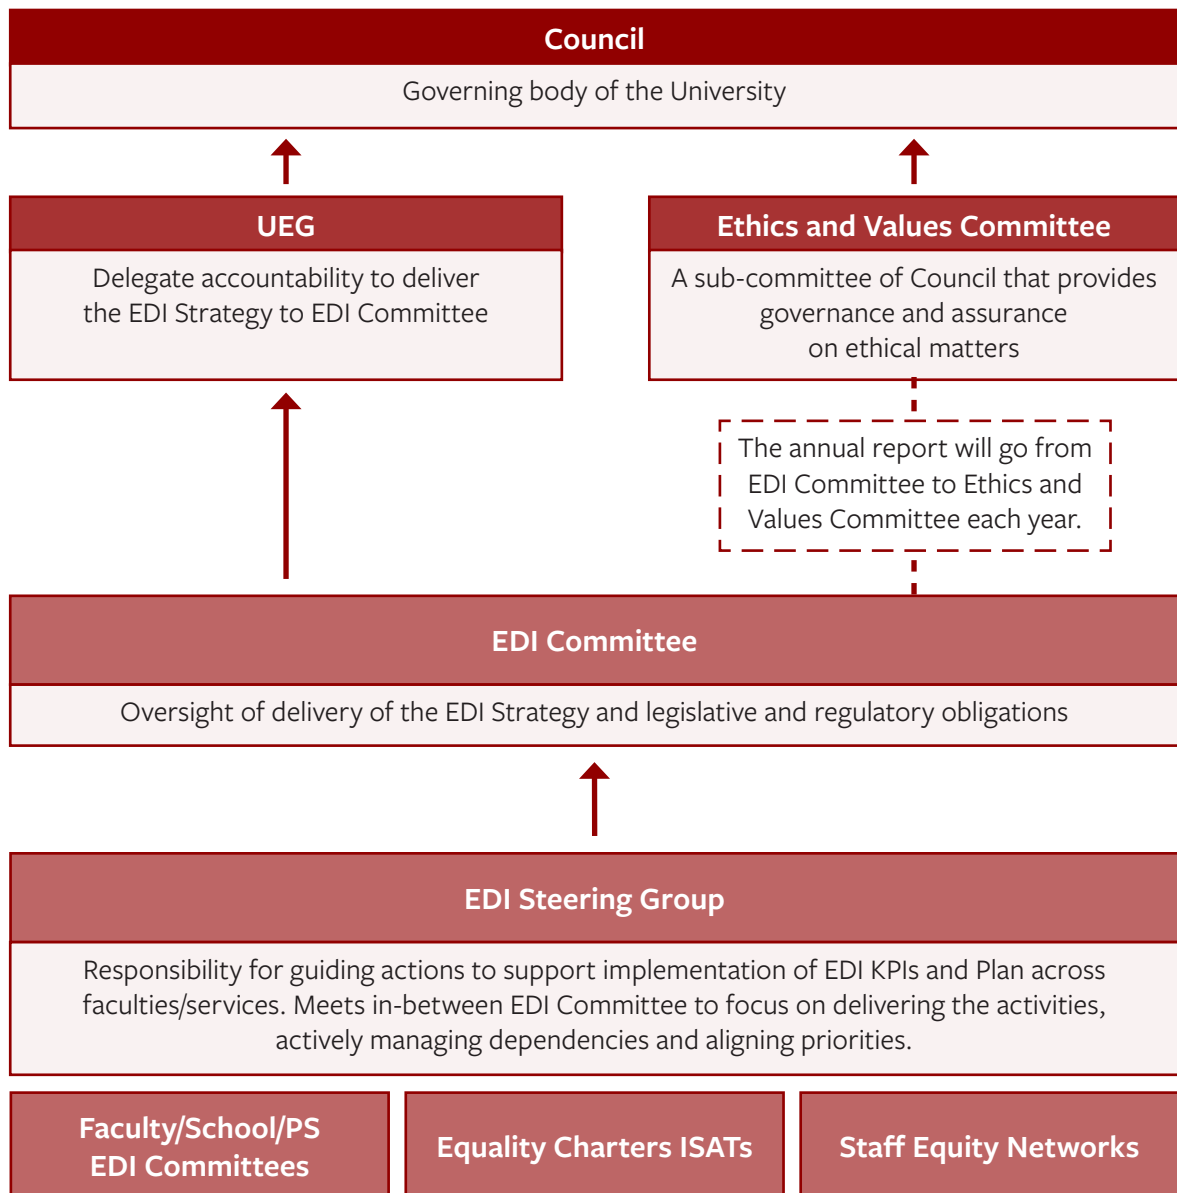 Council
Governing body of the University
UEG
Delegate accountability to deliver
the EDI Strategy to EDI Committee
Ethics and Values Committee
A sub-committee of Council that provides
governance and assurance
on ethical matters
The annual report will go from
EDI Committee to Ethics and
Values Committee each year.
EDI Committee
Oversight of delivery of the EDI Strategy and legislative and regulatory obligations
EDI Steering Group
Responsibility for guiding actions to support implementation of EDI KPIs and Plan across
faculties/services. Meets in-between EDI Committee to focus on delivering the activities,
actively managing dependencies and aligning priorities.
Faculty/School/PS
EDI Committees
Equality Charters ISATs
Staff Equity Networks